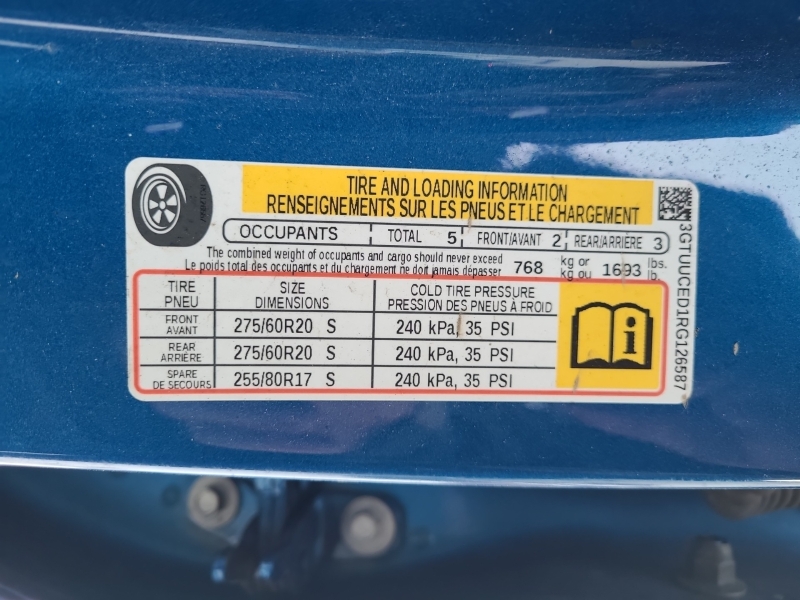 TIRE AND LOADING INFORMATION
RENSEIGNEMENTS SUR LES PNEUS ET LE CHARGEMENT
OCCUPANTS TOTAL 5 FRONT/AVANT 2 REAR/ARRIÈRE 3
The combined weight of occupants and cargo should never exceed
Le poids total des occupants et du chargement ne doit jamais dépasser
768 kg or kg ou 1693 lbs. lb.
TIRE PNEU SIZE DIMENSIONS COLD TIRE PRESSURE PRESSION DES PNEUS À FROID
FRONT AVANT 275/60R20 S 240 kPa, 35 PSI
REAR ARRIÈRE 275/60R20 S 240 kPa, 35 PSI
SPARE DE SECOURS 255/80R17 S 240 kPa, 35 PSI
3GTUUCED1RG126587